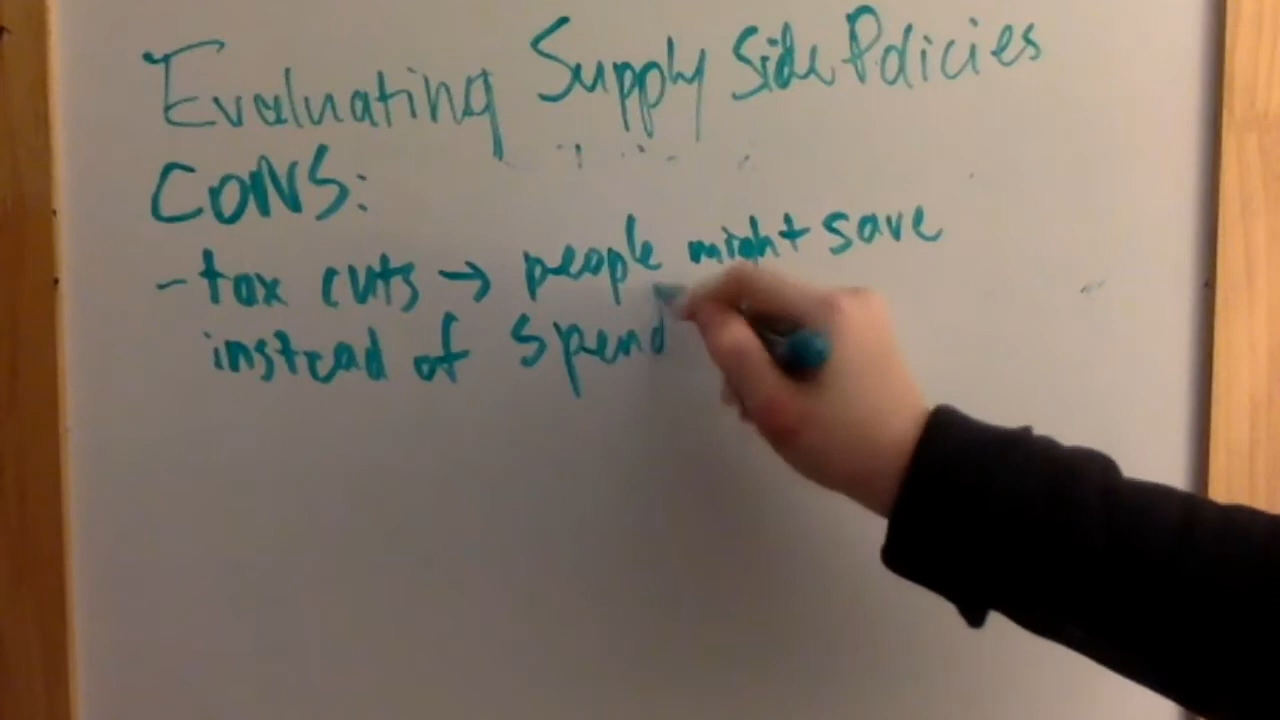 Evaluating Supply Side Policies
CONS:
- tax cuts → people might save
instead of spend